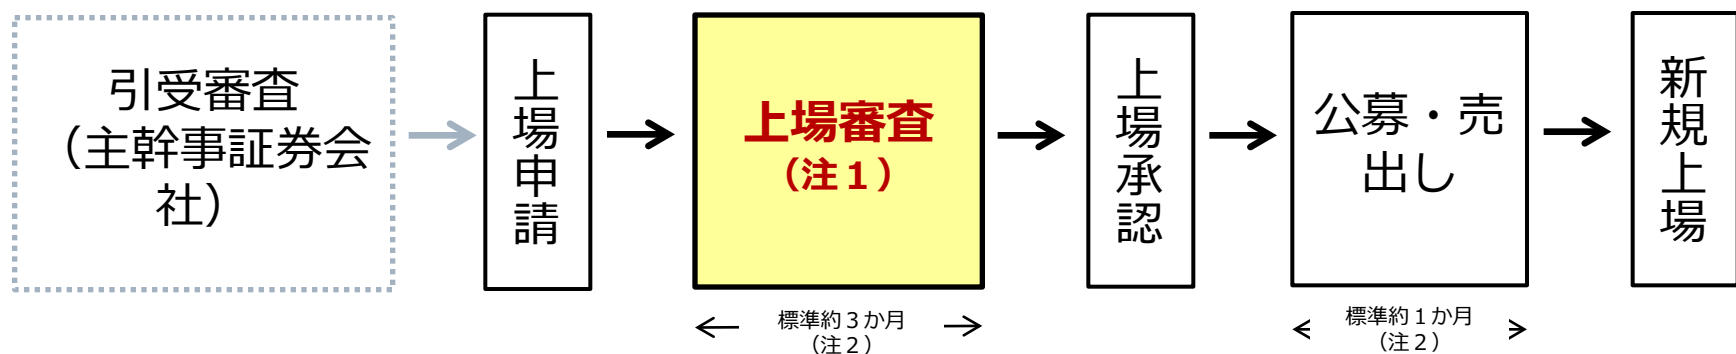 引受審査
（主幹事証券会
社）
上場申請
上場審査
（注１）
上場承認
公募・売
出し
新規上場
標準約３か月
（注２）
標準約１か月
（注２）